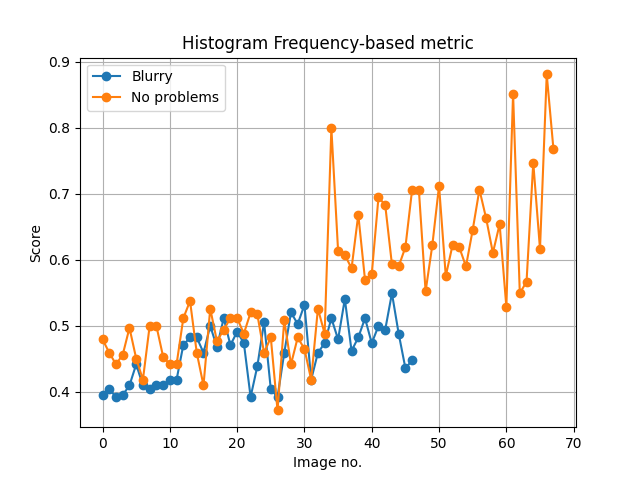 Histogram Frequency-based metric
Blurry
No problems
0.9
0.8
0.7
0.6
0.5
0.4
Score
0 10 20 30 40 50 60 70
Image no.